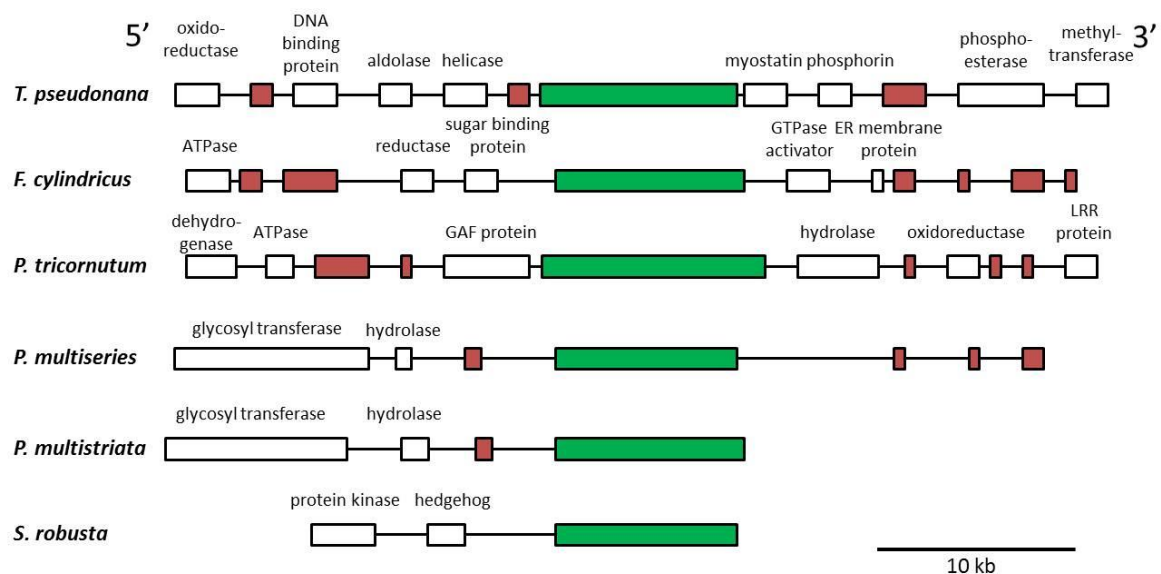 5’ 3’
oxido-
reductase
DNA
binding
protein
aldolase helicase
myostatin phosphorin
phospho-
esterase
methyl-
transferase
T. pseudonana
ATPase
reductase
sugar binding
protein
GTPase
activator
ER membrane
protein
F. cylindricus
dehydro-
genase
ATPase
GAF protein
hydrolase
oxidoreductase
LRR
protein
P. tricornutum
glycosyl transferase hydrolase
P. multiseries
glycosyl transferase hydrolase
P. multistriata
protein kinase hedgehog
S. robusta
10 kb